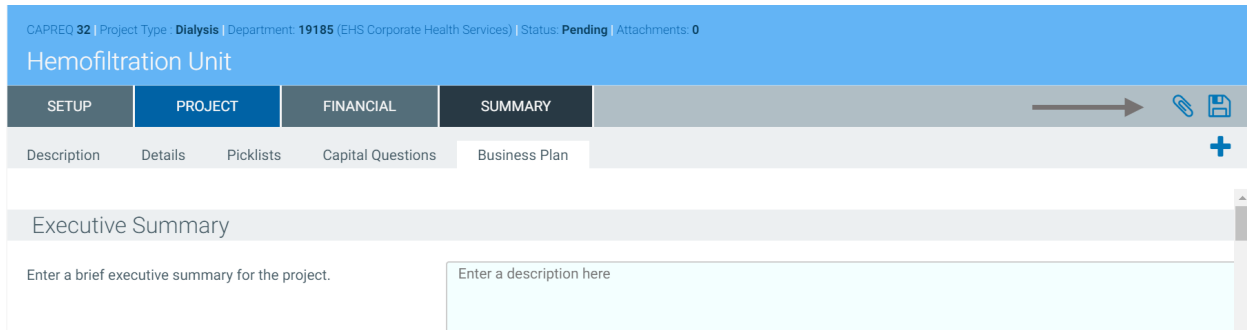 CAPREQ 32 | Project Type : Dialysis | Department: 19185 (EHS Corporate Health Services) | Status: Pending | Attachments: 0
Hemofiltration Unit
SETUP PROJECT FINANCIAL SUMMARY
Description Details Picklists Capital Questions Business Plan
Executive Summary
Enter a brief executive summary for the project. Enter a description here